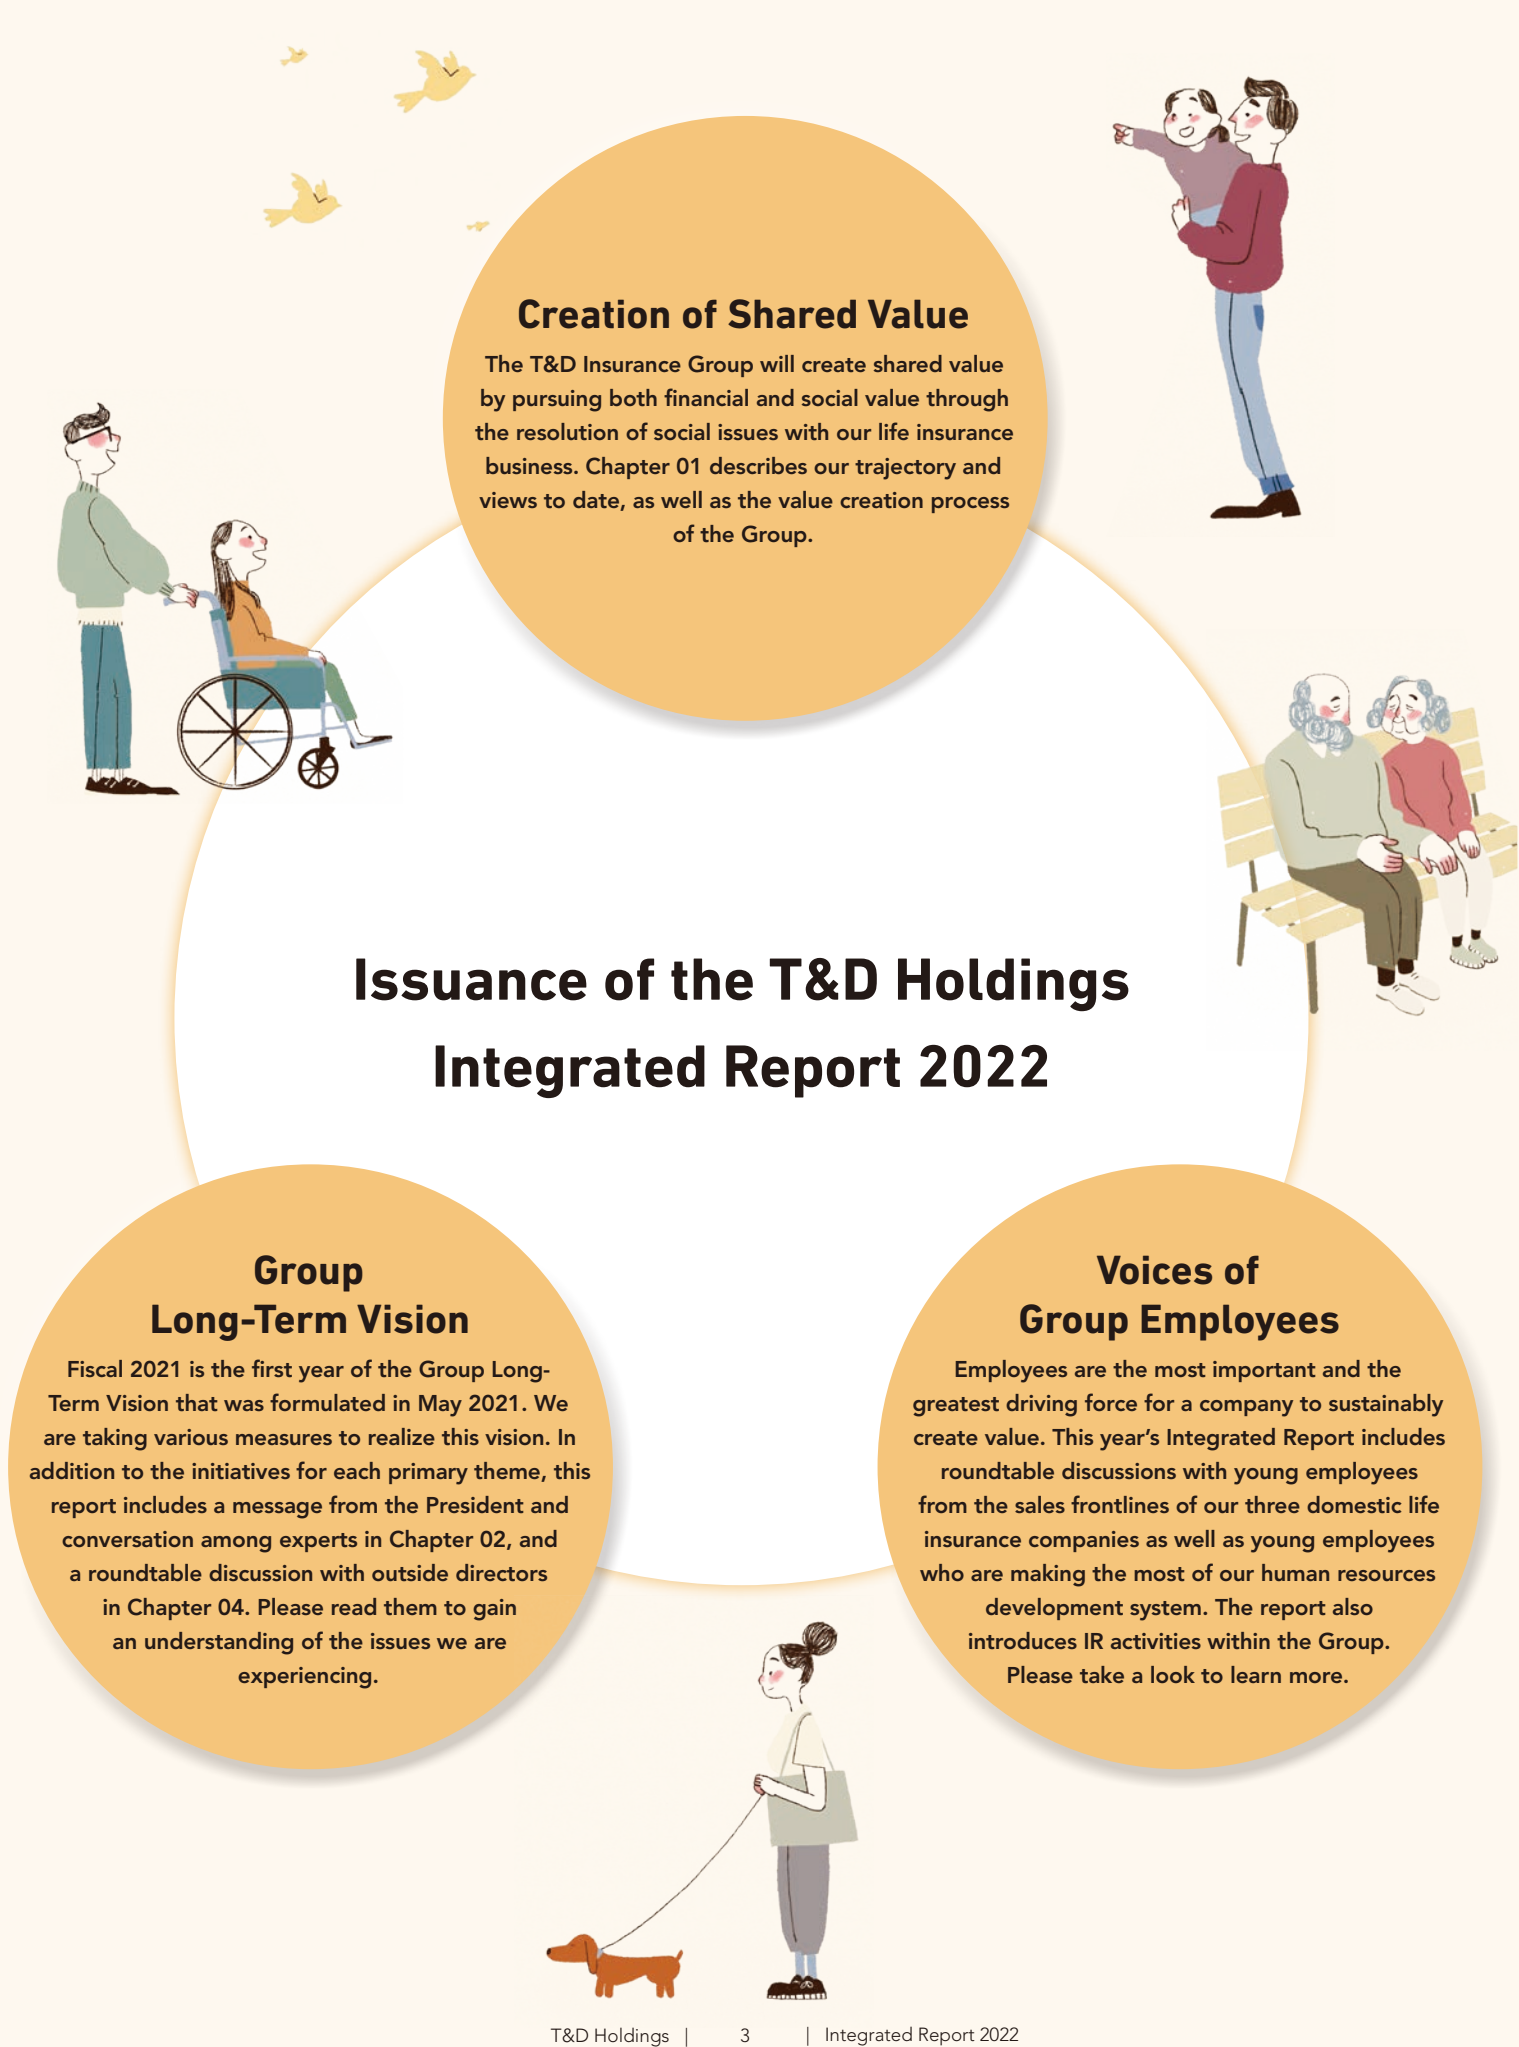 Creation of Shared Value
The T&D Insurance Group will create shared value
by pursuing both financial and social value through
the resolution of social issues with our life insurance
business. Chapter 01 describes our trajectory and
views to date, as well as the value creation process
of the Group.
Issuance of the T&D Holdings
Integrated Report 2022
Group
Long-Term Vision
Fiscal 2021 is the first year of the Group Long-
Term Vision that was formulated in May 2021. We
are taking various measures to realize this vision. In
addition to the initiatives for each primary theme, this
report includes a message from the President and
conversation among experts in Chapter 02, and
a roundtable discussion with outside directors
in Chapter 04. Please read them to gain
an understanding of the issues we are
experiencing.
Voices of
Group Employees
Employees are the most important and the
greatest driving force for a company to sustainably
create value. This year’s Integrated Report includes
roundtable discussions with young employees
from the sales frontlines of our three domestic life
insurance companies as well as young employees
who are making the most of our human resources
development system. The report also
introduces IR activities within the Group.
Please take a look to learn more.
T&D Holdings | 3 | Integrated Report 2022